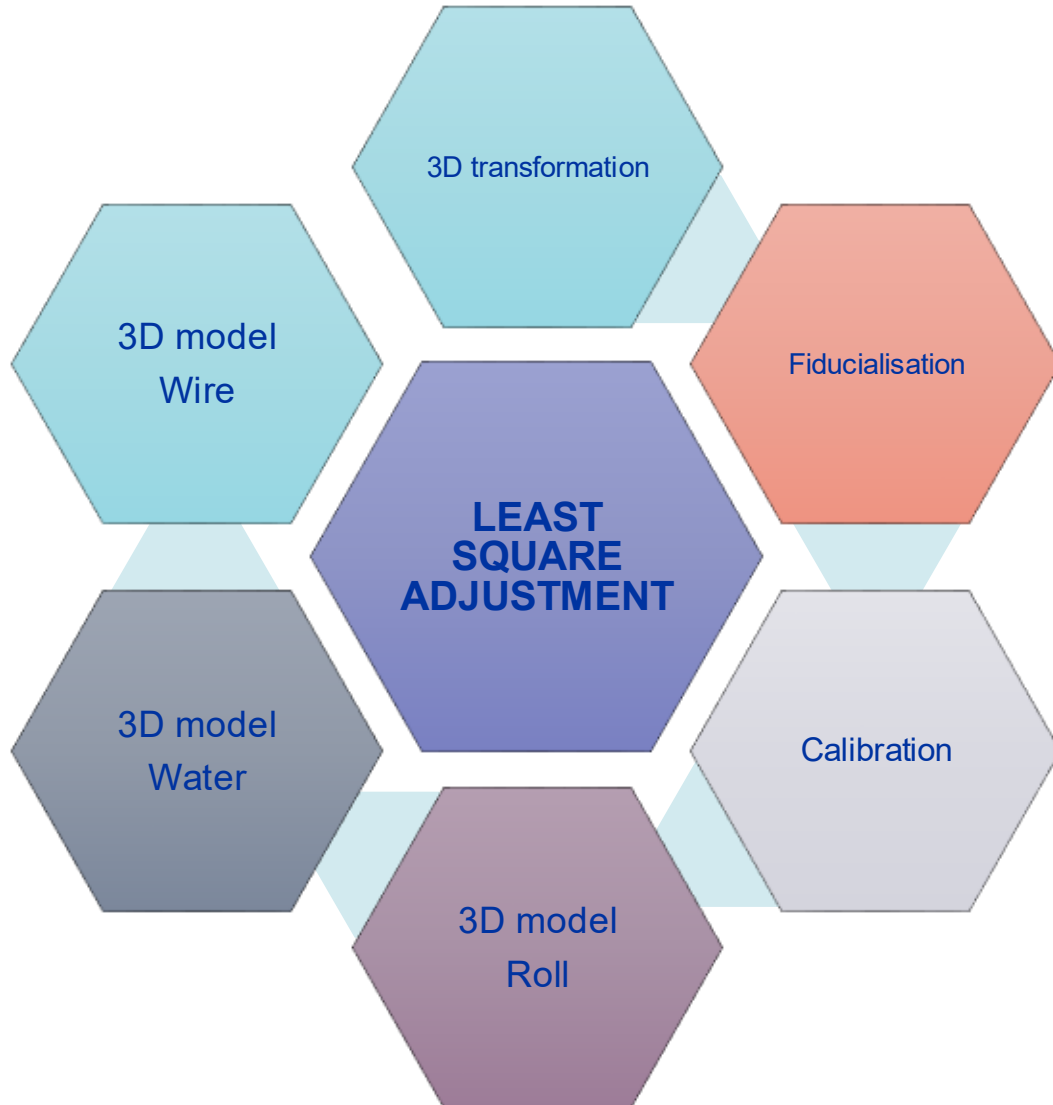 3D transformation
3D model
Wire
Fiducialisation
LEAST
SQUARE
ADJUSTMENT
3D model
Water
Calibration
3D model
Roll